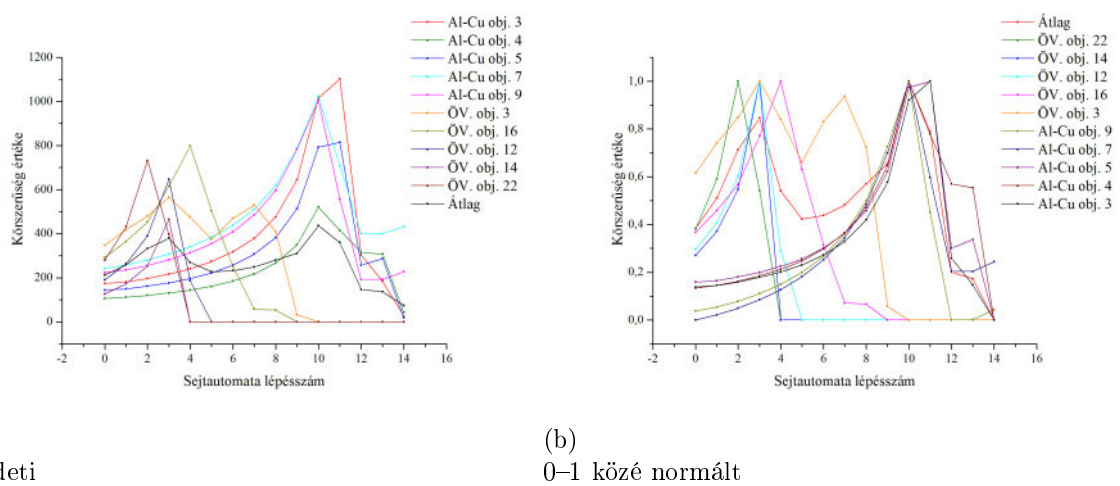 Al-Cu obj. 3
Al-Cu obj. 4
Al-Cu obj. 5
Al-Cu obj. 7
Al-Cu obj. 9
ÖV. obj. 3
ÖV. obj. 16
ÖV. obj. 12
ÖV. obj. 14
ÖV. obj. 22
Átlag
1200
1000
800
600
400
200
0
Körszerűség értéke
-2 0 2 4 6 8 10 12 14 16
Sejtautomata lépésszám
Átlag
ÖV. obj. 22
ÖV. obj. 14
ÖV. obj. 12
ÖV. obj. 16
ÖV. obj. 3
Al-Cu obj. 9
Al-Cu obj. 7
Al-Cu obj. 5
Al-Cu obj. 4
Al-Cu obj. 3
1,0
0,8
0,6
0,4
0,2
0,0
Körszerűség értéke
-2 0 2 4 6 8 10 12 14 16
Sejtautomata lépésszám
(b)
deti 0–1 közé normált